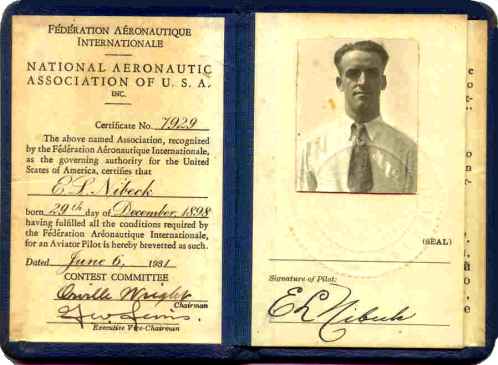 FÉDÉRATION AÉRONAUTIQUE
INTERNATIONALE
NATIONAL AERONAUTIC
ASSOCIATION OF U. S. A.
INC.
Certificate No. 7929
The above named Association, recognized
by the Fédération Aéronautique Internationale,
as the governing authority for the United
States of America, certifies that
E L Nibeck
born 29th day of December, 1898
having fulfilled all the conditions required by
the Fédération Aéronautique Internationale,
for an Aviator Pilot is hereby brevetted as such.
Dated June 6, 1931
CONTEST COMMITTEE
Orville Wright
Chairman
Executive Vice-Chairman
(SEAL)
Signature of Pilot:
E L Nibeck